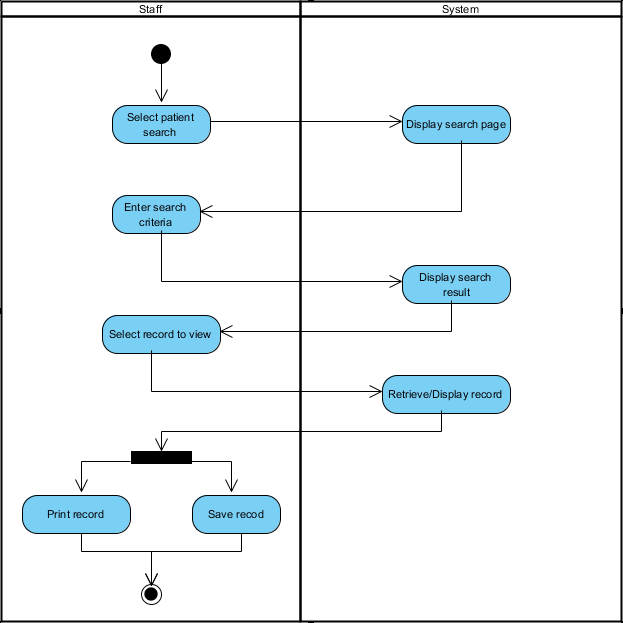 Staff
System
Select patient
search
Display search page
Enter search
criteria
Display search
result
Select record to view
Retrieve/Display record
Print record
Save recod